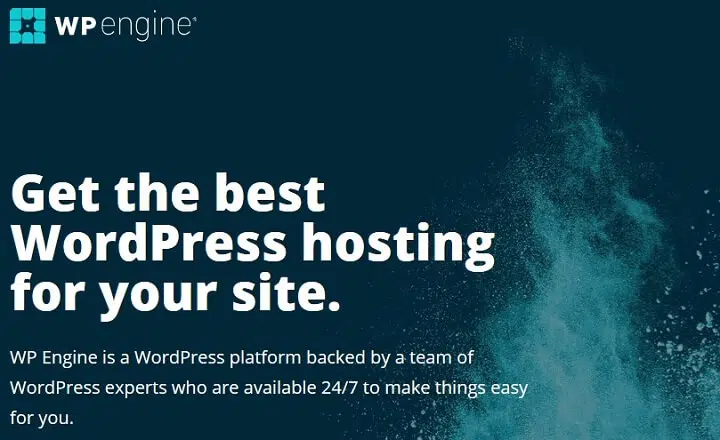 WP engine®
Get the best
WordPress hosting
for your site.
WP Engine is a WordPress platform backed by a team of
WordPress experts who are available 24/7 to make things easy
for you.